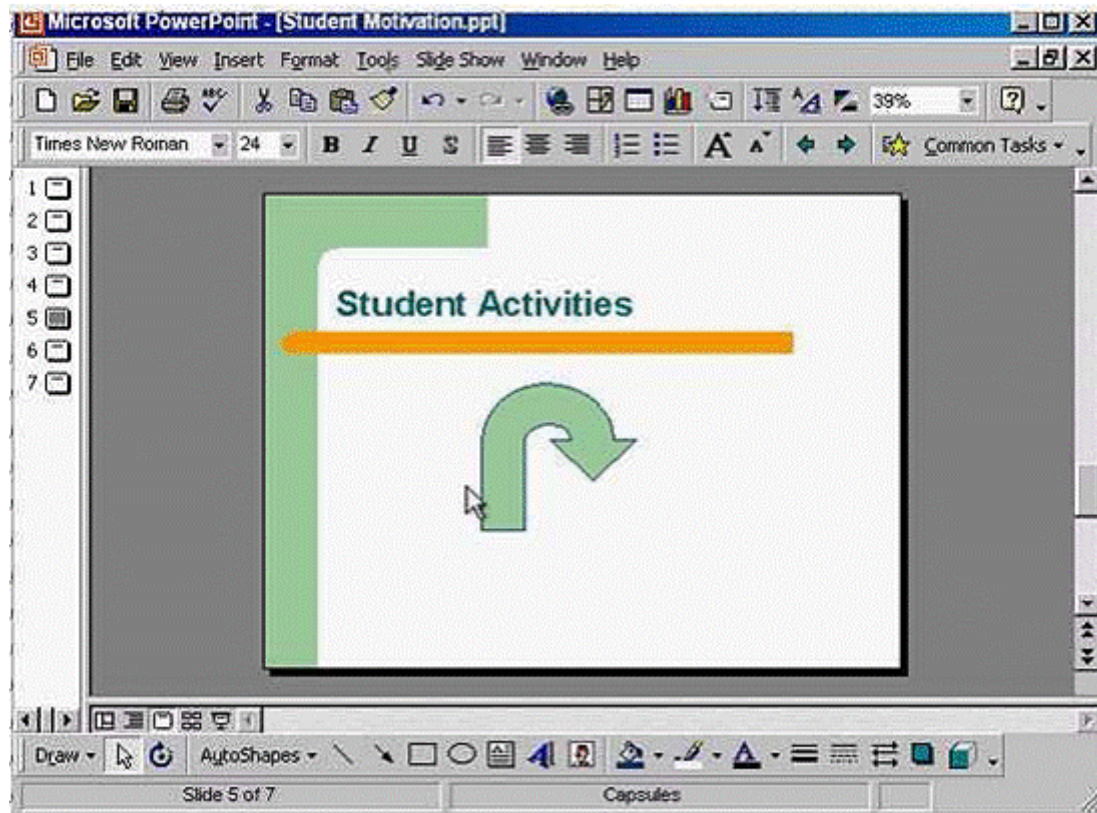 Microsoft PowerPoint - [Student Motivation.ppt]
File Edit View Insert Format Tools Slide Show Window Help
39%
Times New Roman 24 B I U S A A Common Tasks
1
2
3
4
5
6
7
Student Activities
Draw AutoShapes A A
Slide 5 of 7 Capsules